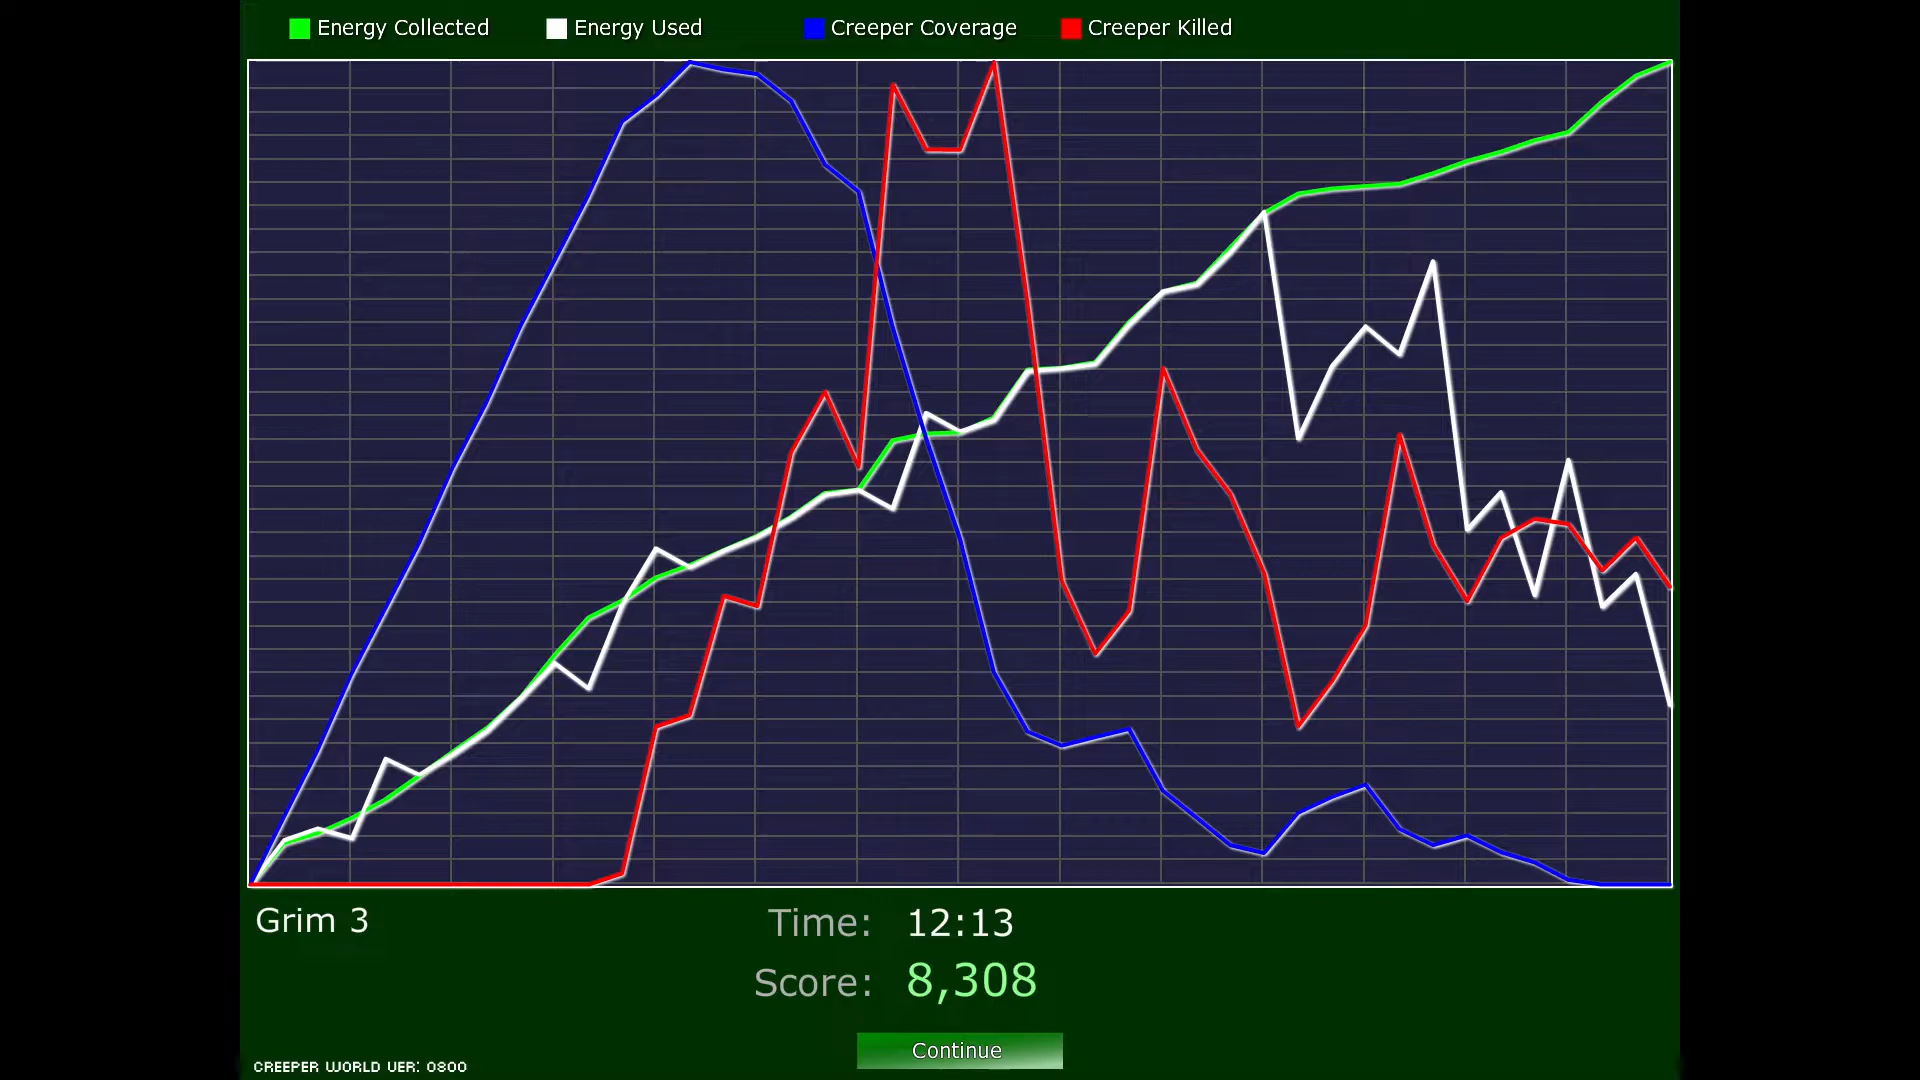 Energy Collected Energy Used Creeper Coverage Creeper Killed
Grim 3
Time: 12:13
Score: 8,308
Continue
CREEPER WORLD VER: 0800